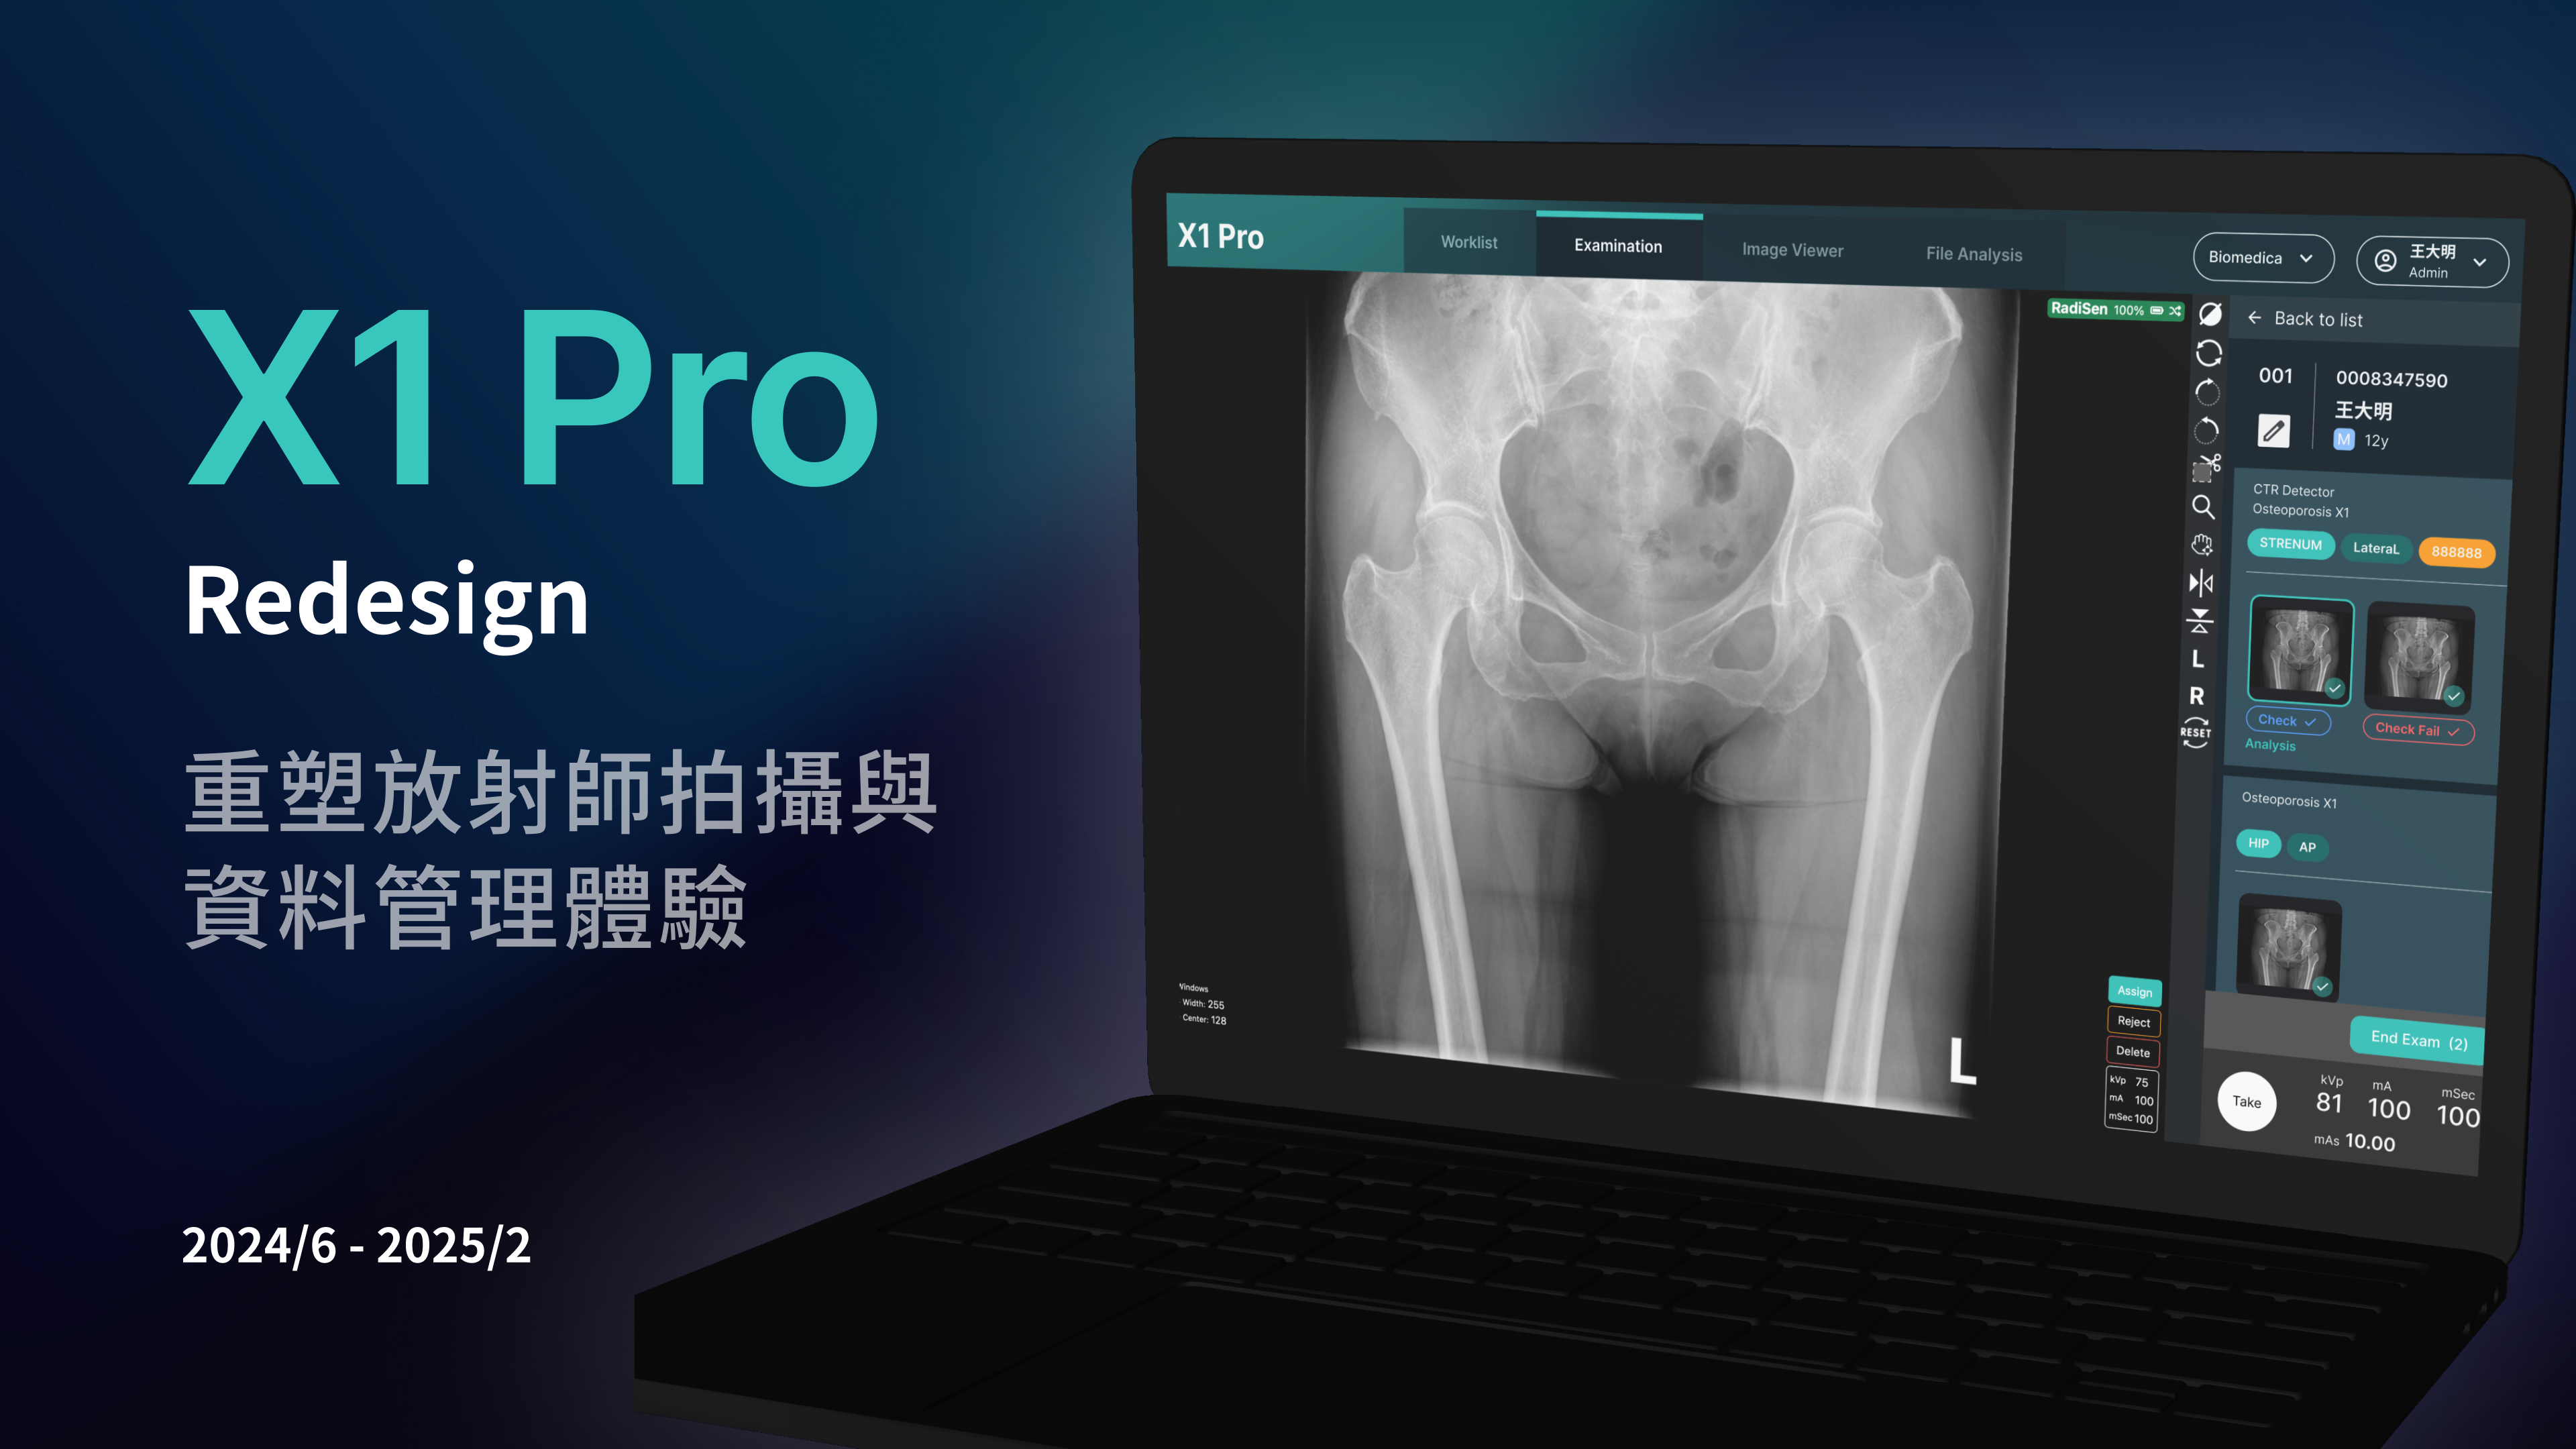 X1 Pro
Redesign
重塑放射師拍攝與
資料管理體驗
2024/6 - 2025/2
X1 Pro
Worklist
Examination
Image Viewer
File Analysis
Biomedica
王大明
Admin
RadiSen 100%
Back to list
001
0008347590
王大明
M 12y
CTR Detector
Osteoporosis X1
STRENUM LateraL 888888
Check
Check Fail
Analysis
L
R
RESET
Osteoporosis X1
HIP AP
Windows
Width: 255
Center: 128
L
Assign
Reject
Delete
kVp 75
mA 100
mSec 100
End Exam (2)
Take
kVp mA mSec
81 100 100
mAs 10.00